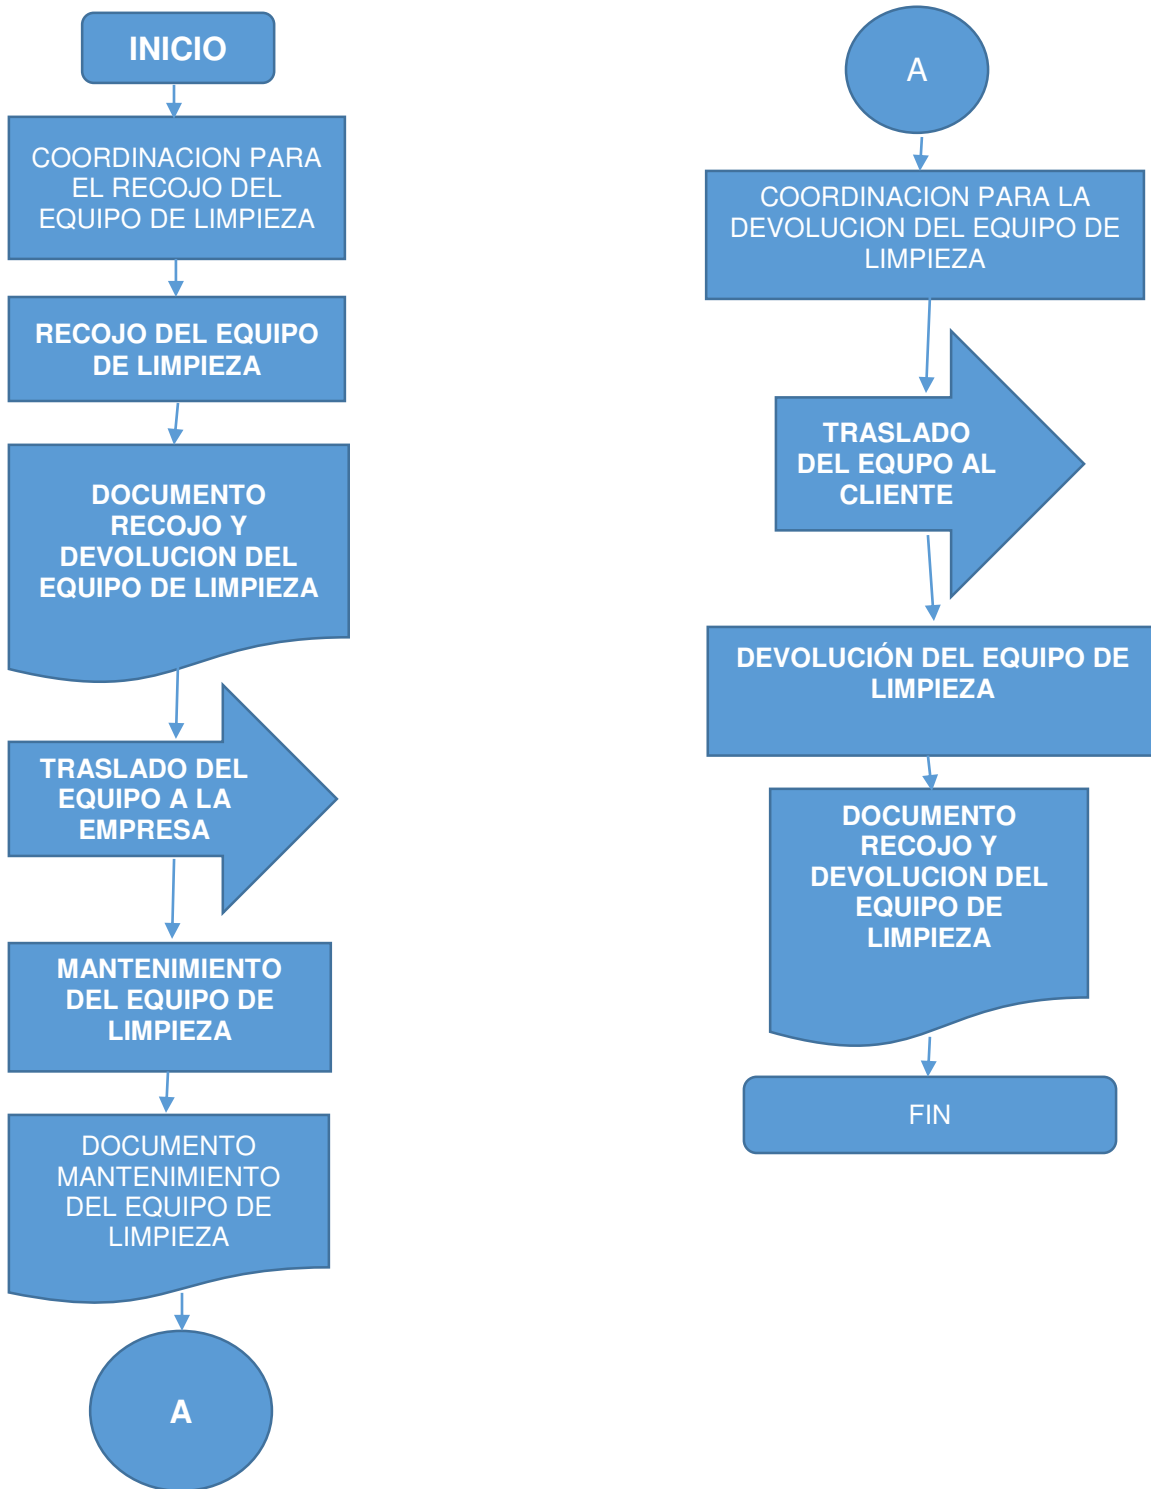 INICIO
COORDINACION PARA
EL RECOJO DEL
EQUIPO DE LIMPIEZA
RECOJO DEL EQUIPO
DE LIMPIEZA
DOCUMENTO
RECOJO Y
DEVOLUCION DEL
EQUIPO DE LIMPIEZA
TRASLADO DEL
EQUIPO A LA
EMPRESA
MANTENIMIENTO
DEL EQUIPO DE
LIMPIEZA
DOCUMENTO
MANTENIMIENTO
DEL EQUIPO DE
LIMPIEZA
A
A
COORDINACION PARA LA
DEVOLUCION DEL EQUIPO DE
LIMPIEZA
TRASLADO
DEL EQUPO AL
CLIENTE
DEVOLUCIÓN DEL EQUIPO DE
LIMPIEZA
DOCUMENTO
RECOJO Y
DEVOLUCION DEL
EQUIPO DE
LIMPIEZA
FIN